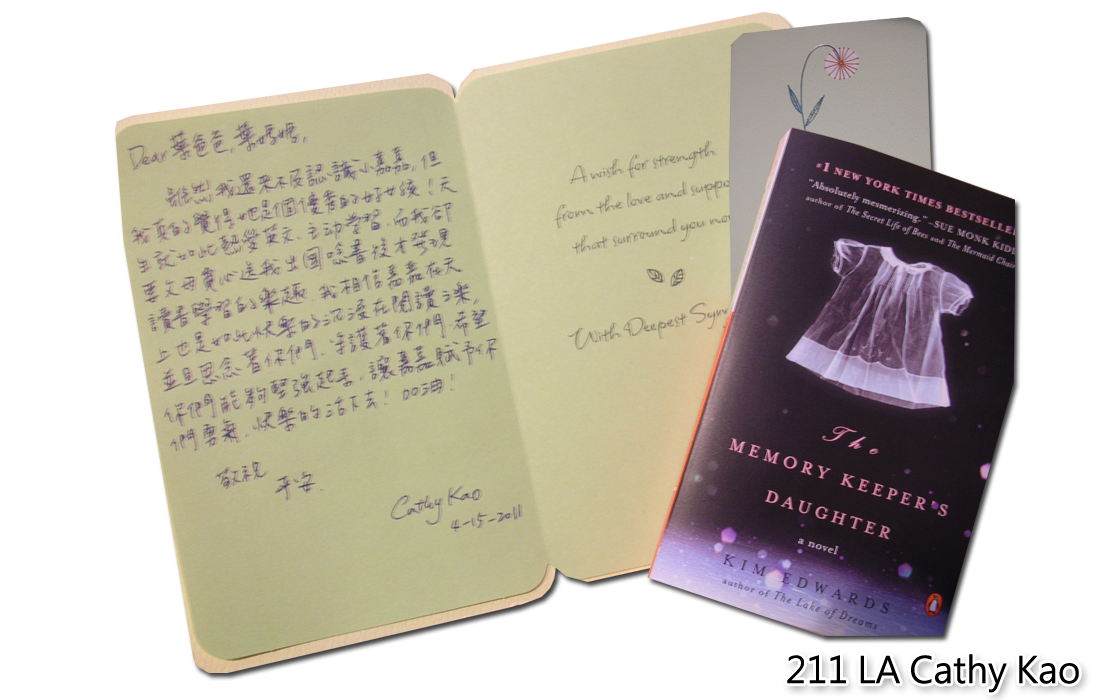 Dear 葉爸爸, 葉媽媽,
雖然我還來不及認識小嘉嘉, 但
我真的覺得她是個優秀的好女孩！天
生就如此熱愛英文、主動學習. 而我卻
要父母費心送我出國唸書後才發現
讀書學習的樂趣. 我相信嘉嘉在天
上也是如此快樂的沉浸在閱讀之樂,
並且思念著你們、守護著你們. 希望
你們能夠堅強起來, 讓嘉嘉賦予你
們勇氣, 快樂的活下去！加油！
敬祝
平安.
Cathy Kao
4-15-2011
A wish for strength
from the love and suppo
that surround you no
With Deepest Sym
#1 NEW YORK TIMES BESTSELLE
"Absolutely mesmerizing." —SUE MONK KIDD
author of The Secret Life of Bees and The Mermaid Chair
The
MEMORY KEEPER'S
DAUGHTER
a novel
KIM EDWARDS
author of The Lake of Dreams
211 LA Cathy Kao